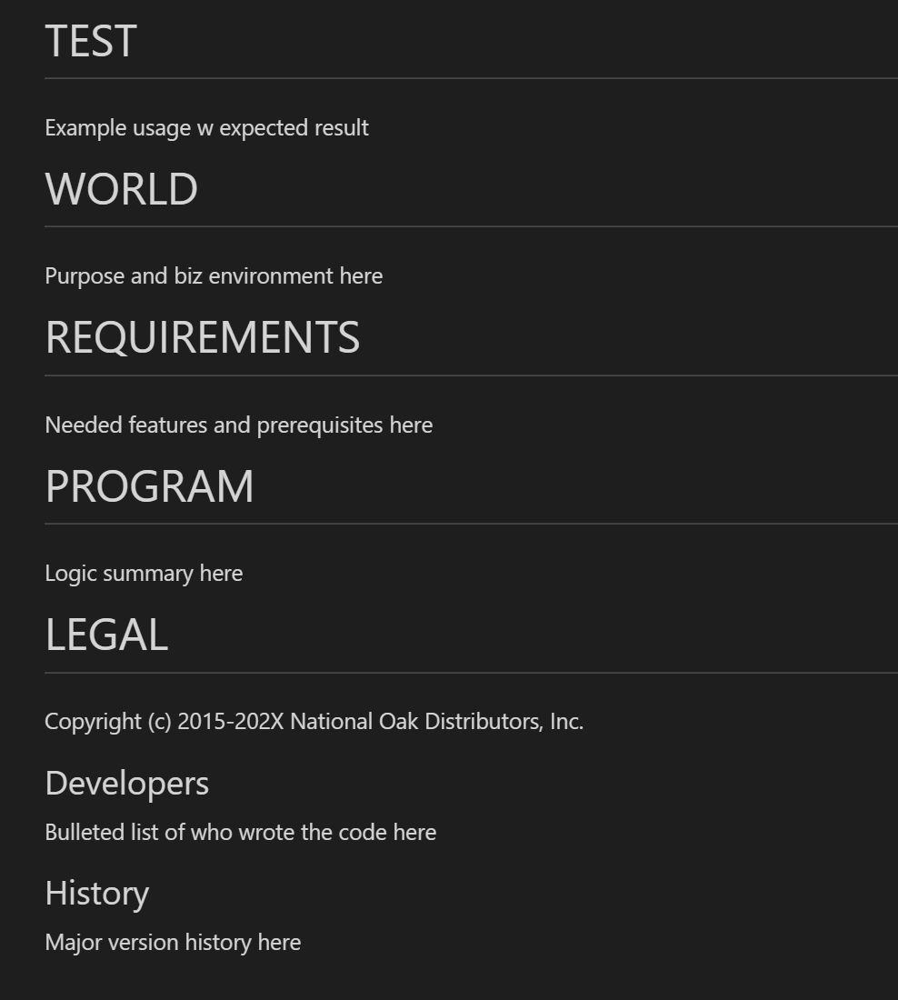 TEST
Example usage w expected result
WORLD
Purpose and biz environment here
REQUIREMENTS
Needed features and prerequisites here
PROGRAM
Logic summary here
LEGAL
Copyright (c) 2015-202X National Oak Distributors, Inc.
Developers
Bulleted list of who wrote the code here
History
Major version history here